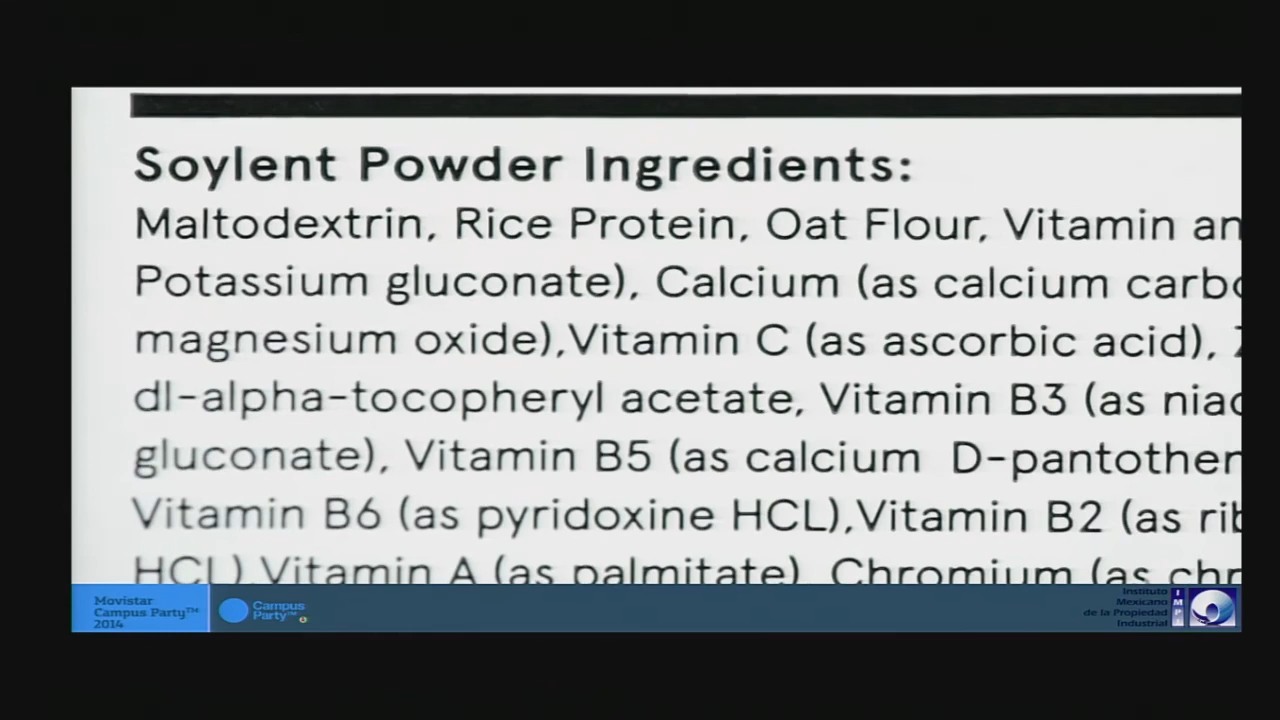 Soylent Powder Ingredients:
Maltodextrin, Rice Protein, Oat Flour, Vitamin an
Potassium gluconate), Calcium (as calcium carbo
magnesium oxide),Vitamin C (as ascorbic acid),
dl-alpha-tocopheryl acetate, Vitamin B3 (as niac
gluconate), Vitamin B5 (as calcium D-pantothen
Vitamin B6 (as pyridoxine HCL),Vitamin B2 (as rib
HCL),Vitamin A (as palmitate), Chromium (as chr
Movistar
Campus Party™
2014
Campus
Party™
Instituto
Mexicano
de la Propiedad
Industrial
IMPI